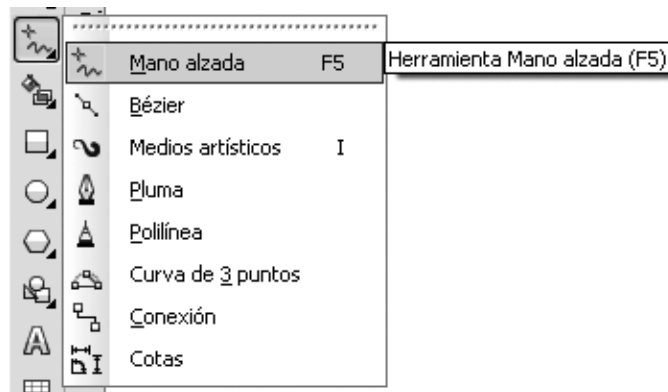 Mano alzada F5
Herramienta Mano alzada (F5)
Bézier
Medios artísticos I
Pluma
Polilínea
Curva de 3 puntos
Conexión
Cotas